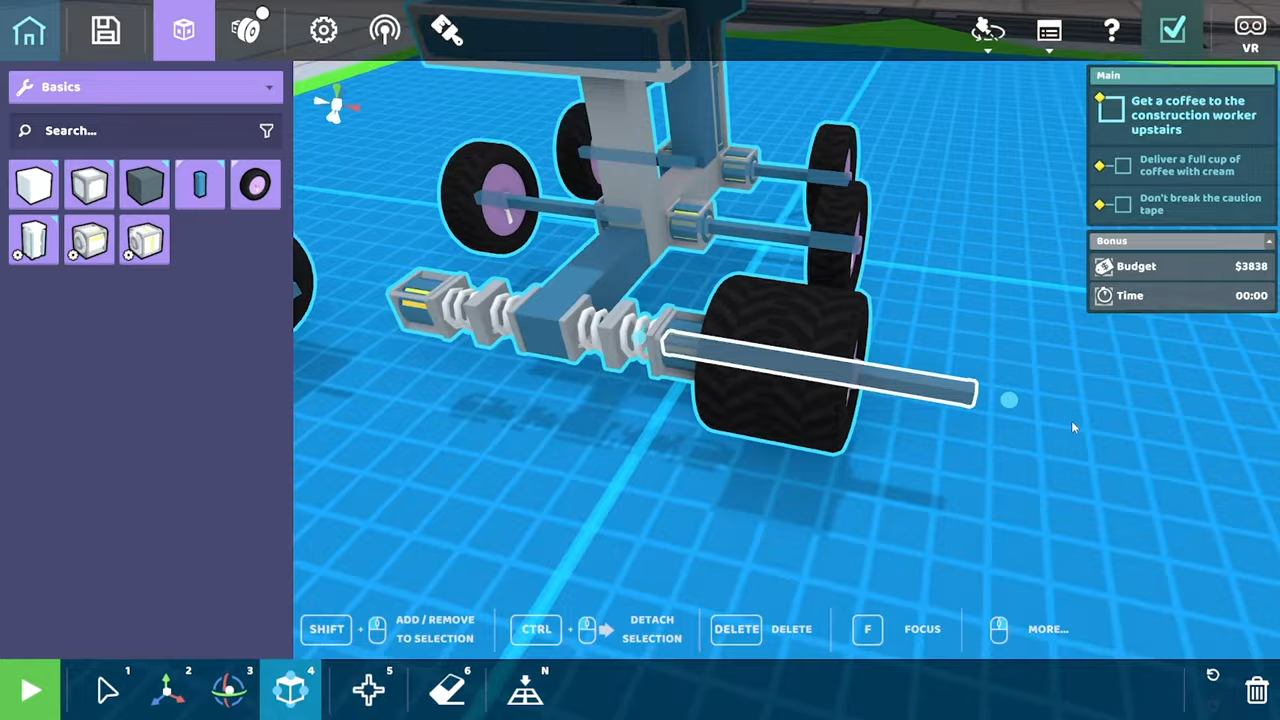 VR
Basics
Search...
Main
Get a coffee to the
construction worker
upstairs
Deliver a full cup of
coffee with cream
Don't break the caution
tape
Bonus
Budget $3838
Time 00:00
SHIFT + ADD / REMOVE
TO SELECTION
CTRL + DETACH
SELECTION
DELETE DELETE
F FOCUS
MORE...
1 2 3 4 5 6 N